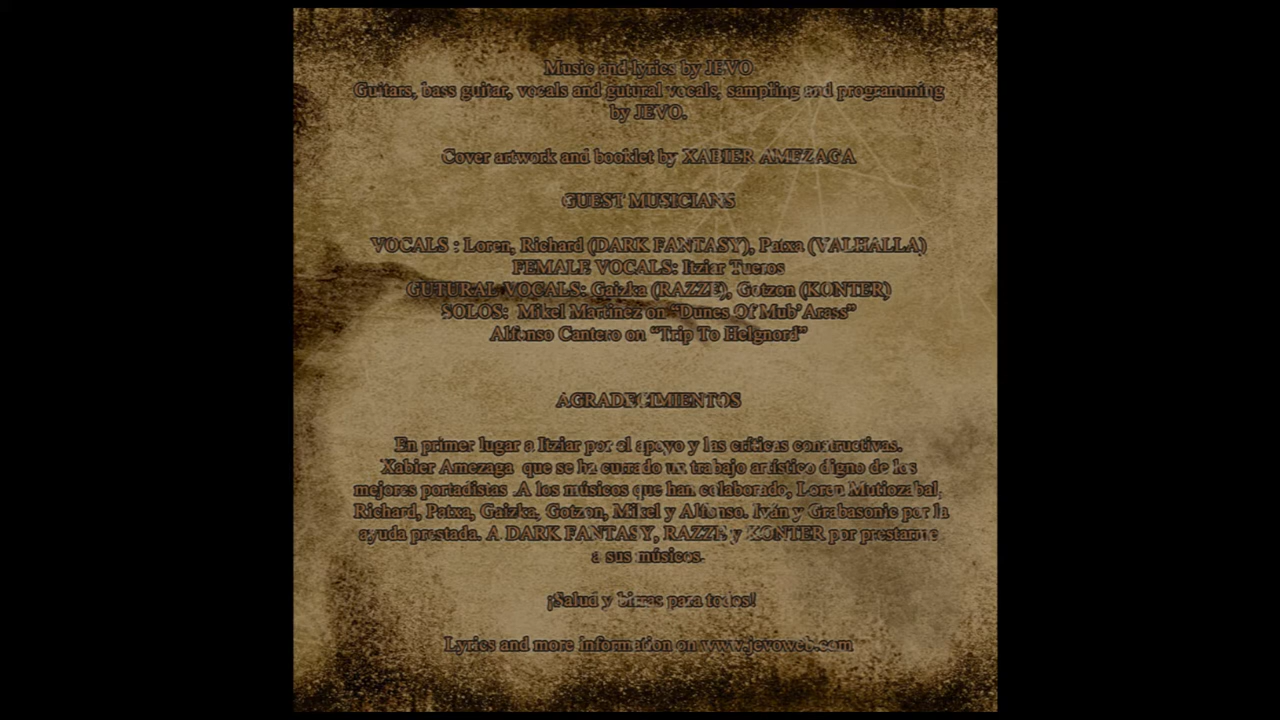 Music and lyrics by JEVO
Guitars, bass guitar, vocals and gutural vocals, sampling and programming
by JEVO.
Cover artwork and booklet by XABIER AMEZAGA
GUEST MUSICIANS
VOCALS : Loren, Richard (DARK FANTASY), Patxa (VALHALLA)
FEMALE VOCALS: Itziar Tueros
GUTURAL VOCALS: Gaizka (RAZZE), Gotzon (KONTER)
SOLOS: Mikel Martinez on “Dunes Of Mub’Arass”
Alfonso Cantero on “Trip To Helgnord”
AGRADECIMIENTOS
En primer lugar a Itziar por el apoyo y las críticas constructivas.
Xabier Amezaga que se ha currado un trabajo artístico digno de los
mejores portadistas .A los músicos que han colaborado, Loren Mutiozabal,
Richard, Patxa, Gaizka, Gotzon, Mikel y Alfonso. Iván y Grabasonic por la
ayuda prestada. A DARK FANTASY, RAZZE y KONTER por prestarme
a sus músicos.
¡Salud y birras para todos!
Lyrics and more information on www.jevoweb.com